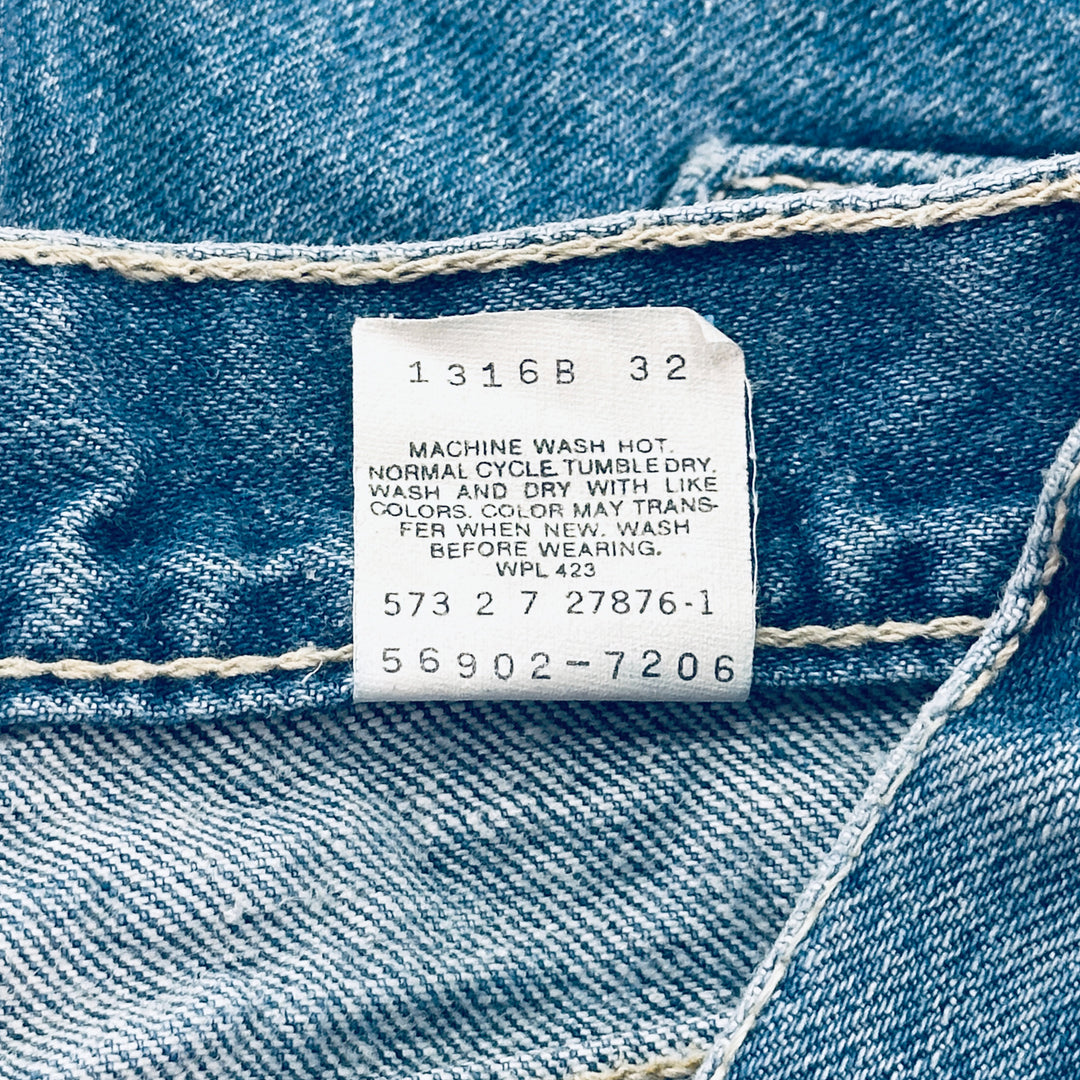 1316B 32
MACHINE WASH HOT.
NORMAL CYCLE TUMBLE DRY.
WASH AND DRY WITH LIKE
COLORS. COLOR MAY TRANS-
FER WHEN NEW. WASH
BEFORE WEARING.
WPL 423
573 2 7 27876-1
56902-7206